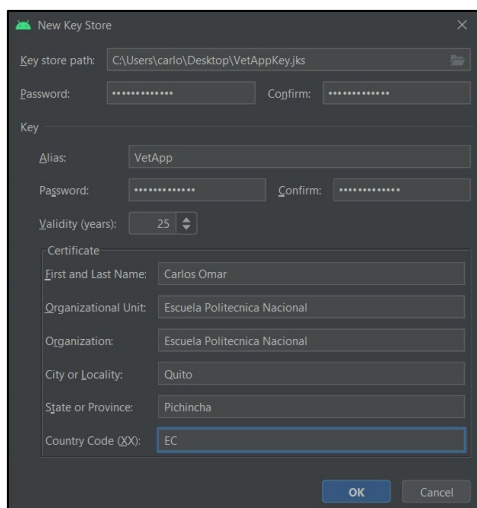 New Key Store
Key store path: C:\Users\carlo\Desktop\VetAppKey.jks
Password: ••••••••••••• Confirm: •••••••••••••
Key
Alias: VetApp
Password: ••••••••••••• Confirm: •••••••••••••
Validity (years): 25
Certificate
First and Last Name: Carlos Omar
Organizational Unit: Escuela Politecnica Nacional
Organization: Escuela Politecnica Nacional
City or Locality: Quito
State or Province: Pichincha
Country Code (XX): EC
OK Cancel